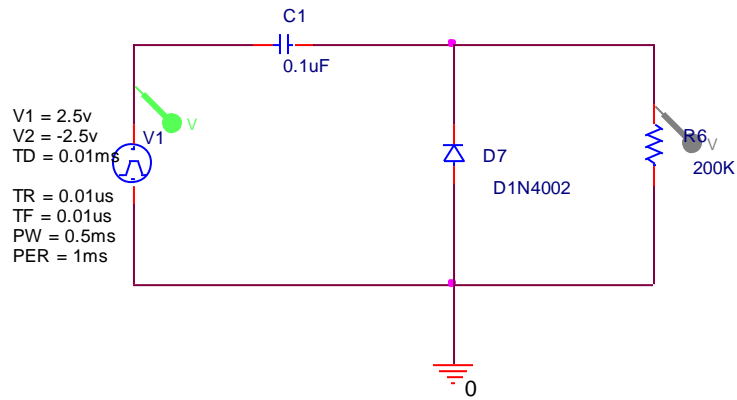 C1
0.1uF
V
V1 = 2.5v
V2 = -2.5v
TD = 0.01ms
TR = 0.01us
TF = 0.01us
PW = 0.5ms
PER = 1ms
V1
D7
D1N4002
R6
V
200K
0